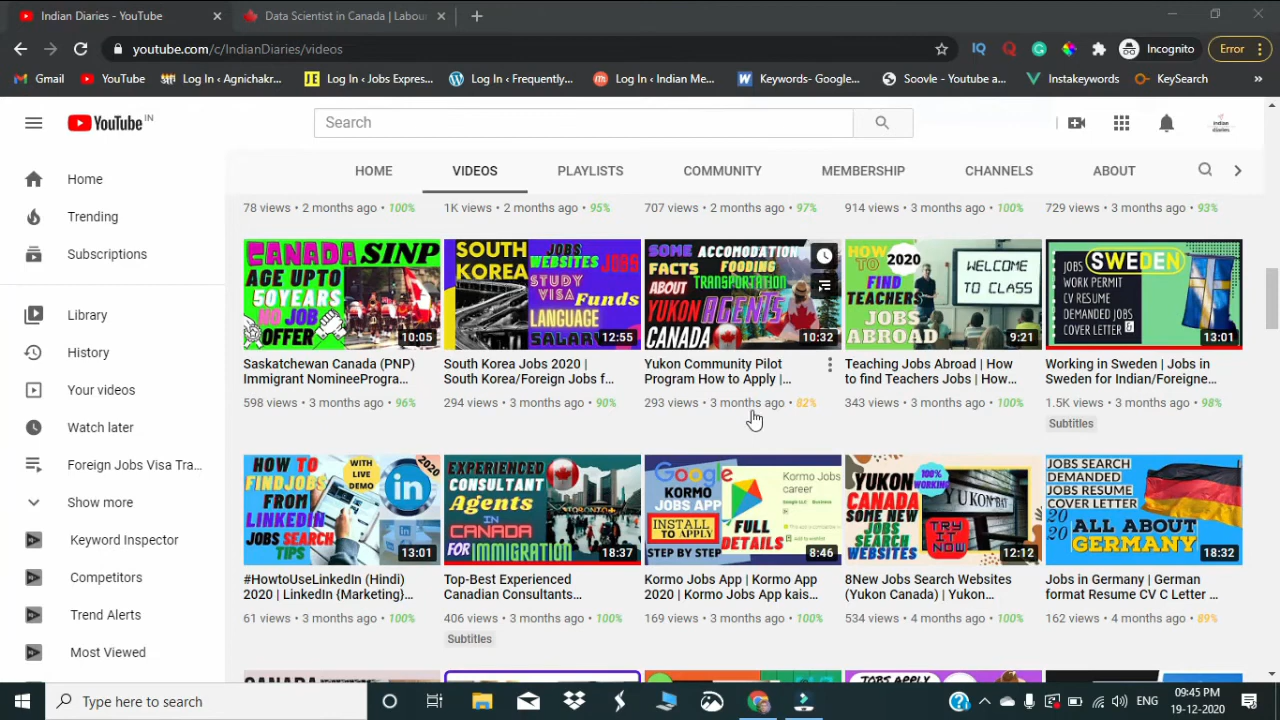 Indian Diaries - YouTube
Data Scientist in Canada | Labour
youtube.com/c/IndianDiaries/videos
Incognito
Error
Gmail
YouTube
Log In ‹ Agnichakr...
Log In ‹ Jobs Expres...
Log In ‹ Frequently...
Log In ‹ Indian Me...
Keywords- Google...
Soovle - Youtube a...
Instakeywords
KeySearch
»
YouTube IN
Search
HOME
VIDEOS
PLAYLISTS
COMMUNITY
MEMBERSHIP
CHANNELS
ABOUT
Home
Trending
Subscriptions
Library
History
Your videos
Watch later
Foreign Jobs Visa Tra...
Show more
Keyword Inspector
Competitors
Trend Alerts
Most Viewed
78 views • 2 months ago • 100%
1K views • 2 months ago • 95%
707 views • 2 months ago • 97%
914 views • 3 months ago • 100%
729 views • 3 months ago • 93%
CANADA SINP
AGE UPTO
50YEARS
NO JOB
OFFER
10:05
Saskatchewan Canada (PNP)
Immigrant NomineeProgra...
598 views • 3 months ago • 96%
SOUTH
KOREA
JOBS
WEBSITES JOBS
STUDY
VISA Funds
LANGUAGE
SALARY
12:55
South Korea Jobs 2020 |
South Korea/Foreign Jobs f...
294 views • 3 months ago • 90%
SOME
FACTS
ABOUT
YUKON
CANADA
ACCOMODATION
FOODING
TRANSPORTATION
AGENTS
10:32
Yukon Community Pilot
Program How to Apply |...
293 views • 3 months ago • 82%
HOW
TO 2020
FIND
TEACHERS
JOBS
ABROAD
WELCOME
TO CLASS
9:21
Teaching Jobs Abroad | How
to find Teachers Jobs | How...
343 views • 3 months ago • 100%
SWEDEN
JOBS
WORK PERMIT
CV RESUME
DEMANDED JOBS
COVER LETTER
13:01
Working in Sweden | Jobs in
Sweden for Indian/Foreigne...
1.5K views • 3 months ago • 98%
Subtitles
HOW TO
FINDJOBS
FROM
LINKEDIN
JOBS SEARCH
TIPS
WITH
LIVE
DEMO
2020
in
13:01
#HowtoUseLinkedIn (Hindi)
2020 | LinkedIn {Marketing}...
61 views • 3 months ago • 100%
EXPERIENCED
CONSULTANT
Agents
IN
CANADA
FOR IMMIGRATION
TORONTO
18:37
Top-Best Experienced
Canadian Consultants...
406 views • 3 months ago • 100%
Subtitles
Google
KORMO
JOBS APP
INSTALL
TO APPLY
STEP BY STEP
FULL
DETAILS
Kormo Jobs
career
8:46
Kormo Jobs App | Kormo App
2020 | Kormo Jobs App kais...
169 views • 3 months ago • 100%
YUKON
CANADA
SOME NEW
JOBS
SEARCH
WEBSITES
100%
WORKING
TRY
IT
NOW
12:12
8New Jobs Search Websites
(Yukon Canada) | Yukon...
534 views • 4 months ago • 100%
JOBS SEARCH
DEMANDED
JOBS RESUME
COVER LETTER
20
20
ALL ABOUT
GERMANY
18:32
Jobs in Germany | German
format Resume CV C Letter ...
162 views • 4 months ago • 89%
JOBS APPLY
Type here to search
ENG
09:45 PM
19-12-2020